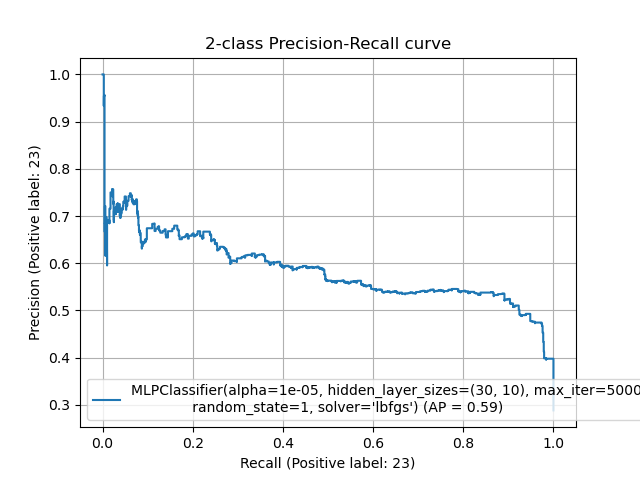 2-class Precision-Recall curve
1.0
0.9
0.8
0.7
0.6
0.5
0.4
0.3
Precision (Positive label: 23)
MLPClassifier(alpha=1e-05, hidden_layer_sizes=(30, 10), max_iter=5000
random_state=1, solver='lbfgs') (AP = 0.59)
0.0 0.2 0.4 0.6 0.8 1.0
Recall (Positive label: 23)